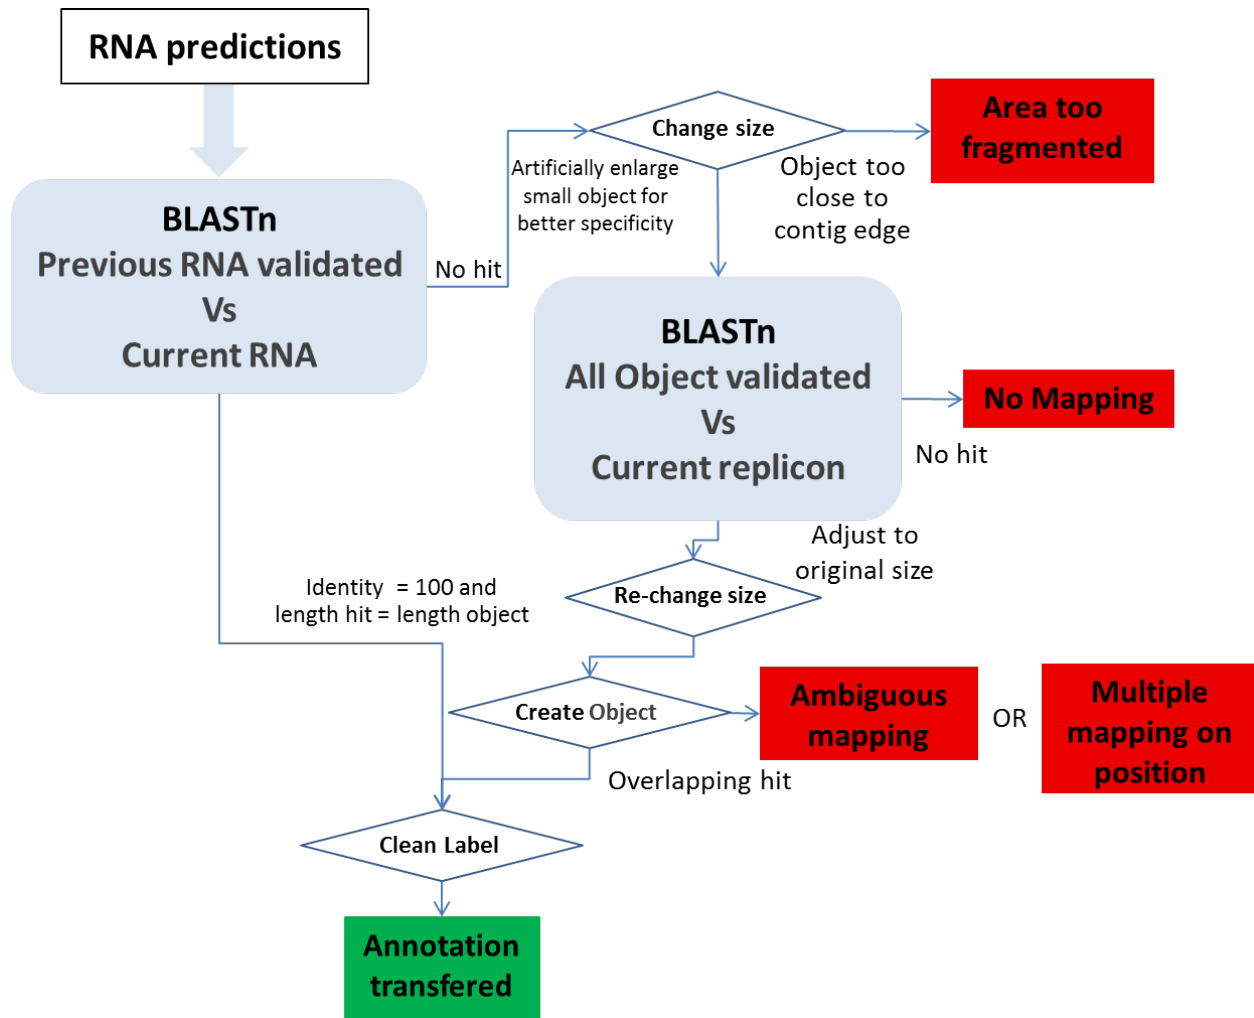 RNA predictions
BLASTn
Previous RNA validated
Vs
Current RNA
No hit
Change size
Artificially enlarge
small object for
better specificity
Object too
close to
contig edge
Area too
fragmented
BLASTn
All Object validated
Vs
Current replicon
No hit
No Mapping
Adjust to
original size
Re-change size
Identity = 100 and
length hit = length object
Create Object
Ambiguous
mapping
OR
Multiple
mapping on
position
Overlapping hit
Clean Label
Annotation
transfered